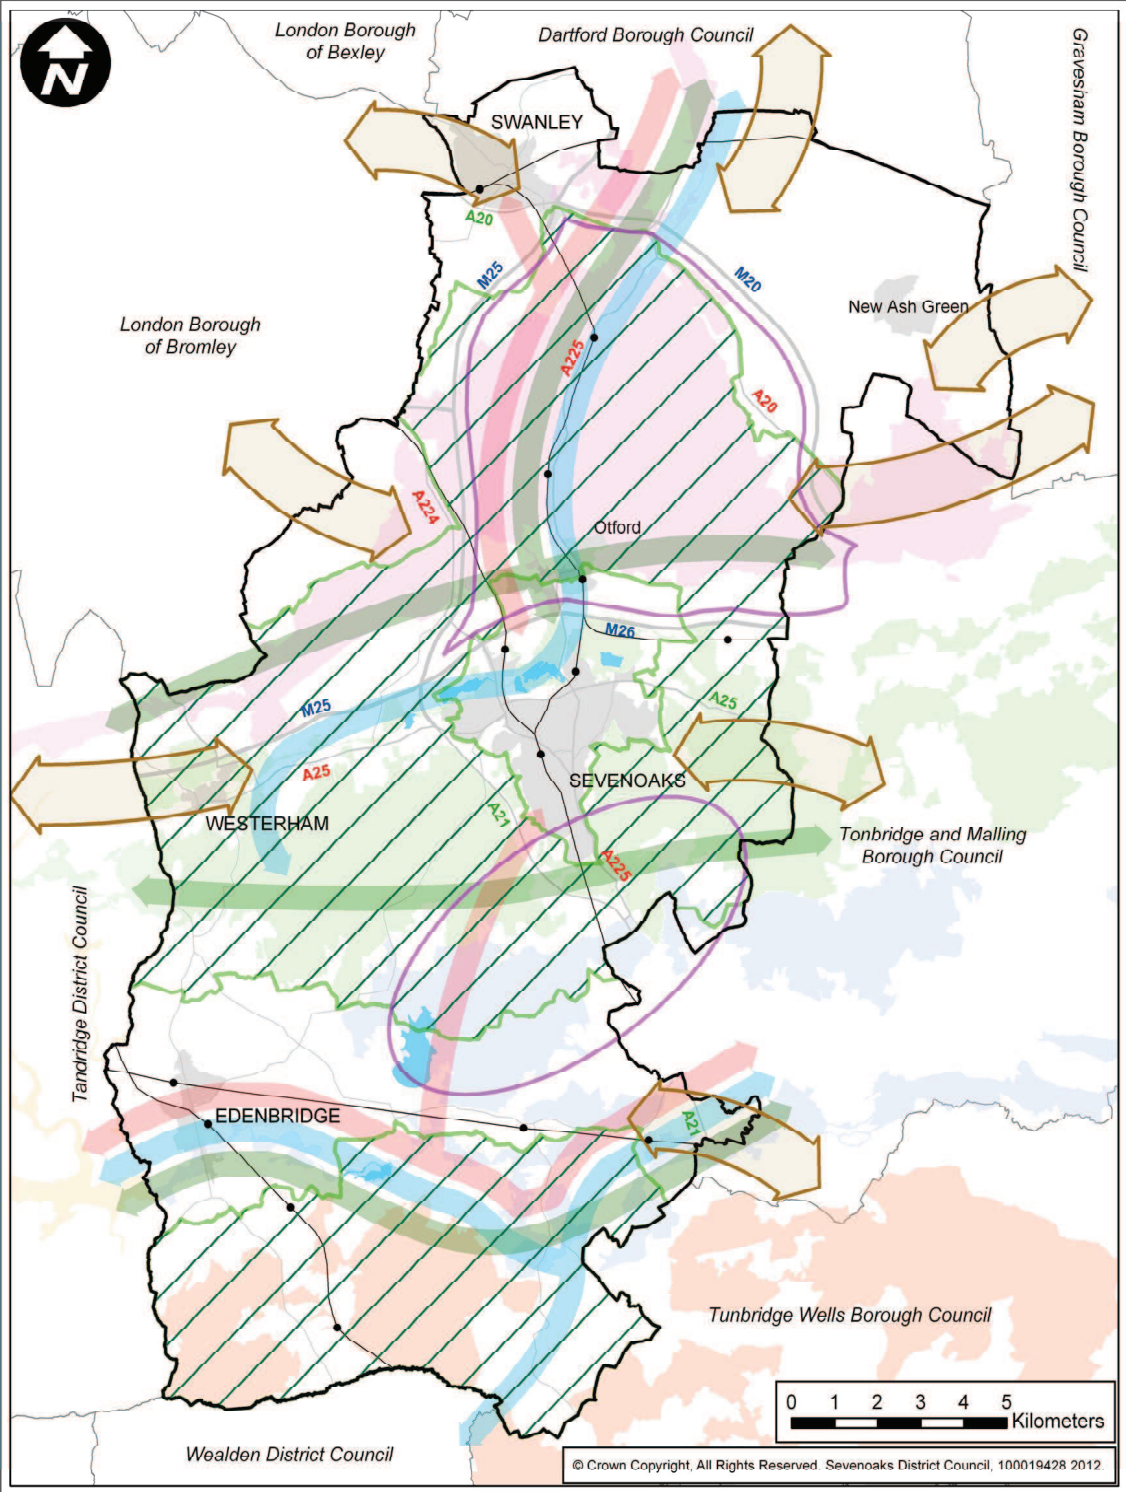 London Borough
of Bexley
Dartford Borough Council
Gravesham Borough Council
N
SWANLEY
A20
M25
M20
New Ash Green
London Borough
of Bromley
A225
A20
A224
Otford
M26
M25
A25
A25
SEVENOAKS
WESTERHAM
A21
A225
Tonbridge and Malling
Borough Council
Tandridge District Council
EDENBRIDGE
A21
Tunbridge Wells Borough Council
0 1 2 3 4 5
Kilometers
Wealden District Council
© Crown Copyright, All Rights Reserved. Sevenoaks District Council, 100019428 2012.